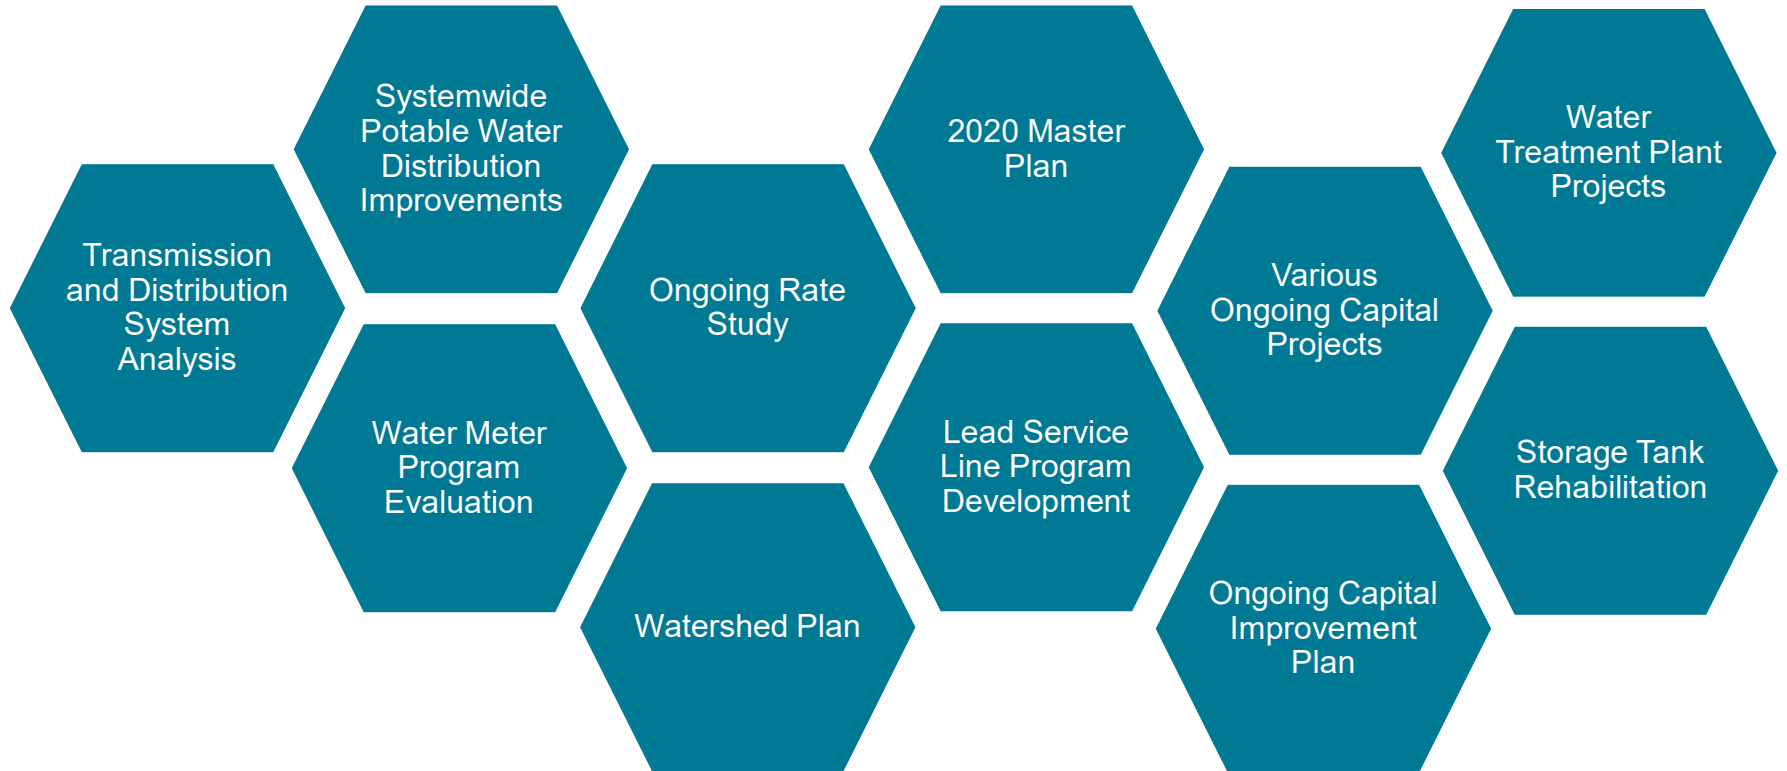 Transmission
and Distribution
System
Analysis
Systemwide
Potable Water
Distribution
Improvements
Water Meter
Program
Evaluation
Ongoing Rate
Study
Watershed Plan
2020 Master
Plan
Lead Service
Line Program
Development
Various
Ongoing Capital
Projects
Ongoing Capital
Improvement
Plan
Water
Treatment Plant
Projects
Storage Tank
Rehabilitation